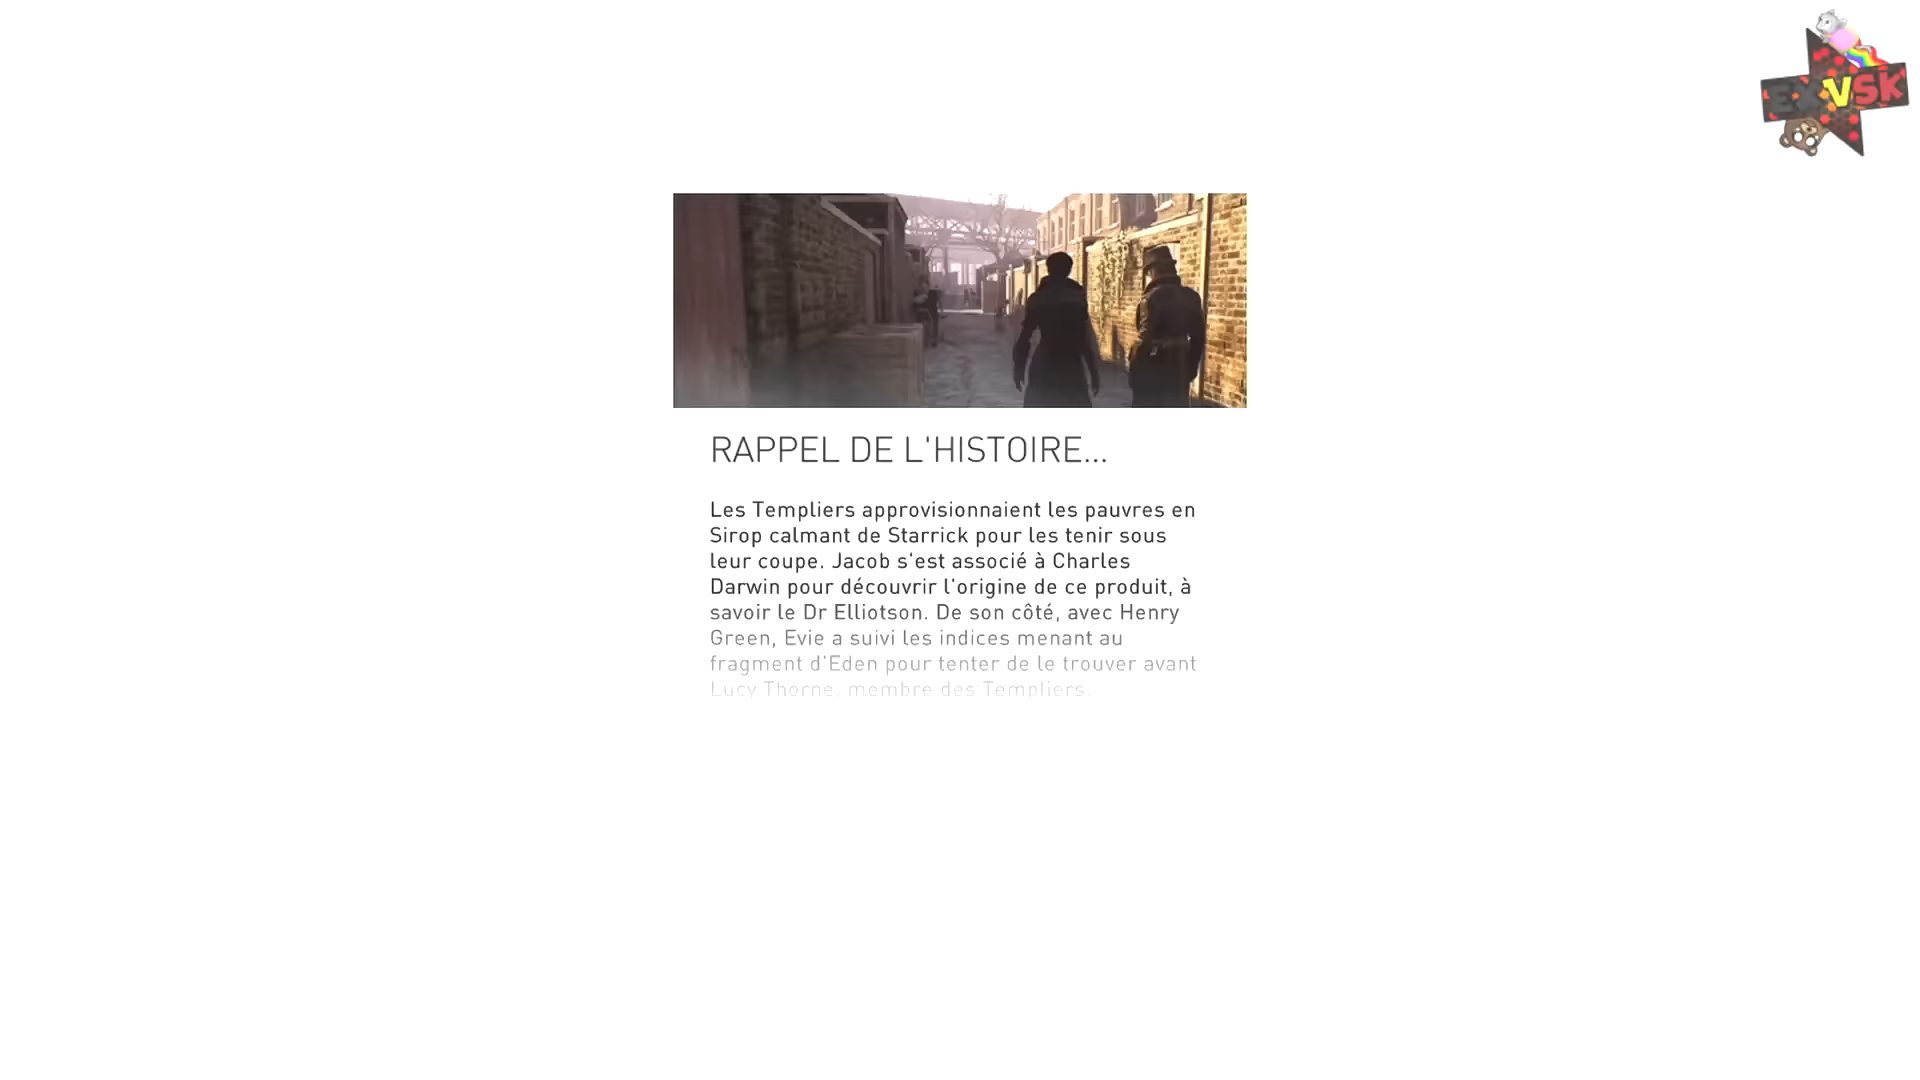 EXVSK
RAPPEL DE L'HISTOIRE...
Les Templiers approvisionnaient les pauvres en
Sirop calmant de Starrick pour les tenir sous
leur coupe. Jacob s'est associé à Charles
Darwin pour découvrir l'origine de ce produit, à
savoir le Dr Elliotson. De son côté, avec Henry
Green, Evie a suivi les indices menant au
fragment d'Eden pour tenter de le trouver avant
Lucy Thorne, membre des Templiers.